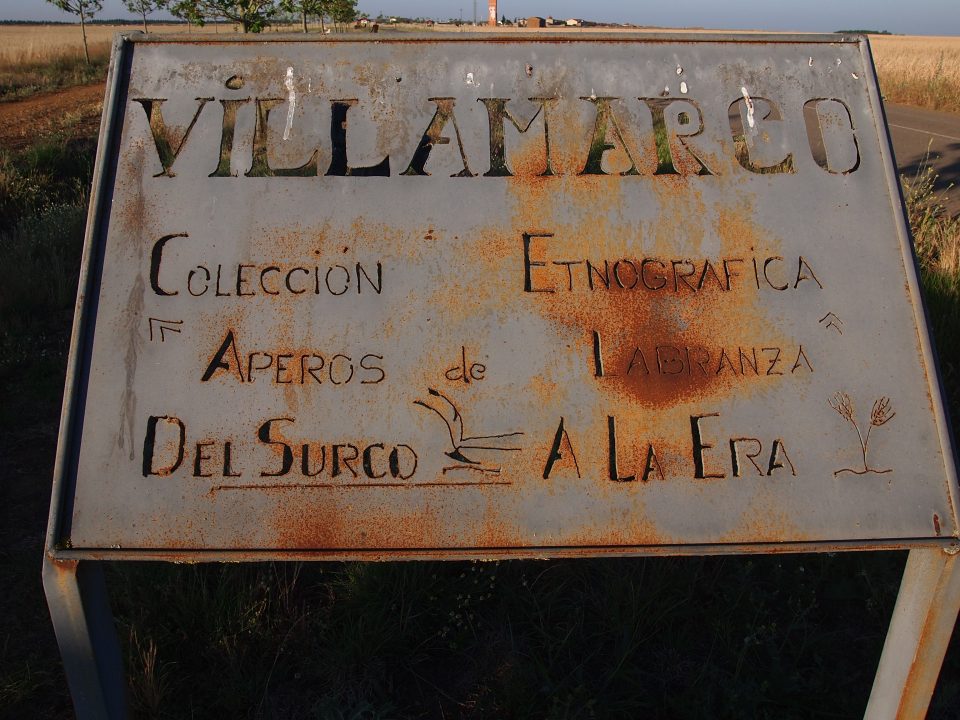 VILLAMARCO
COLECCIÓN ETNOGRAFICA
"APEROS de LABRANZA"
DEL SURCO A LA ERA